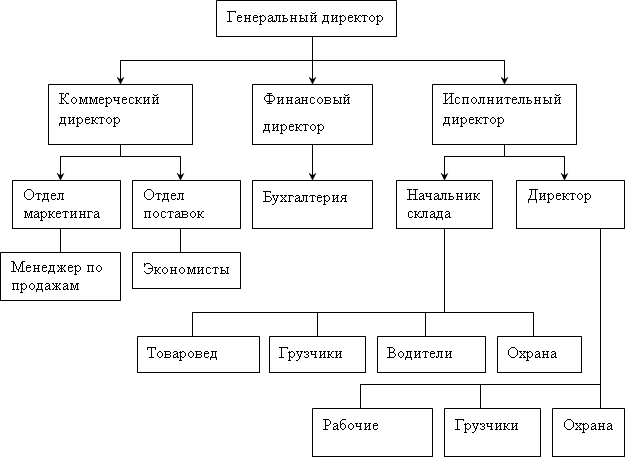 Генеральный директор
Коммерческий
директор
Финансовый
директор
Исполнительный
директор
Отдел
маркетинга
Отдел
поставок
Бухгалтерия
Начальник
склада
Директор
Менеджер по
продажам
Экономисты
Товаровед
Грузчики
Водители
Охрана
Рабочие
Грузчики
Охрана